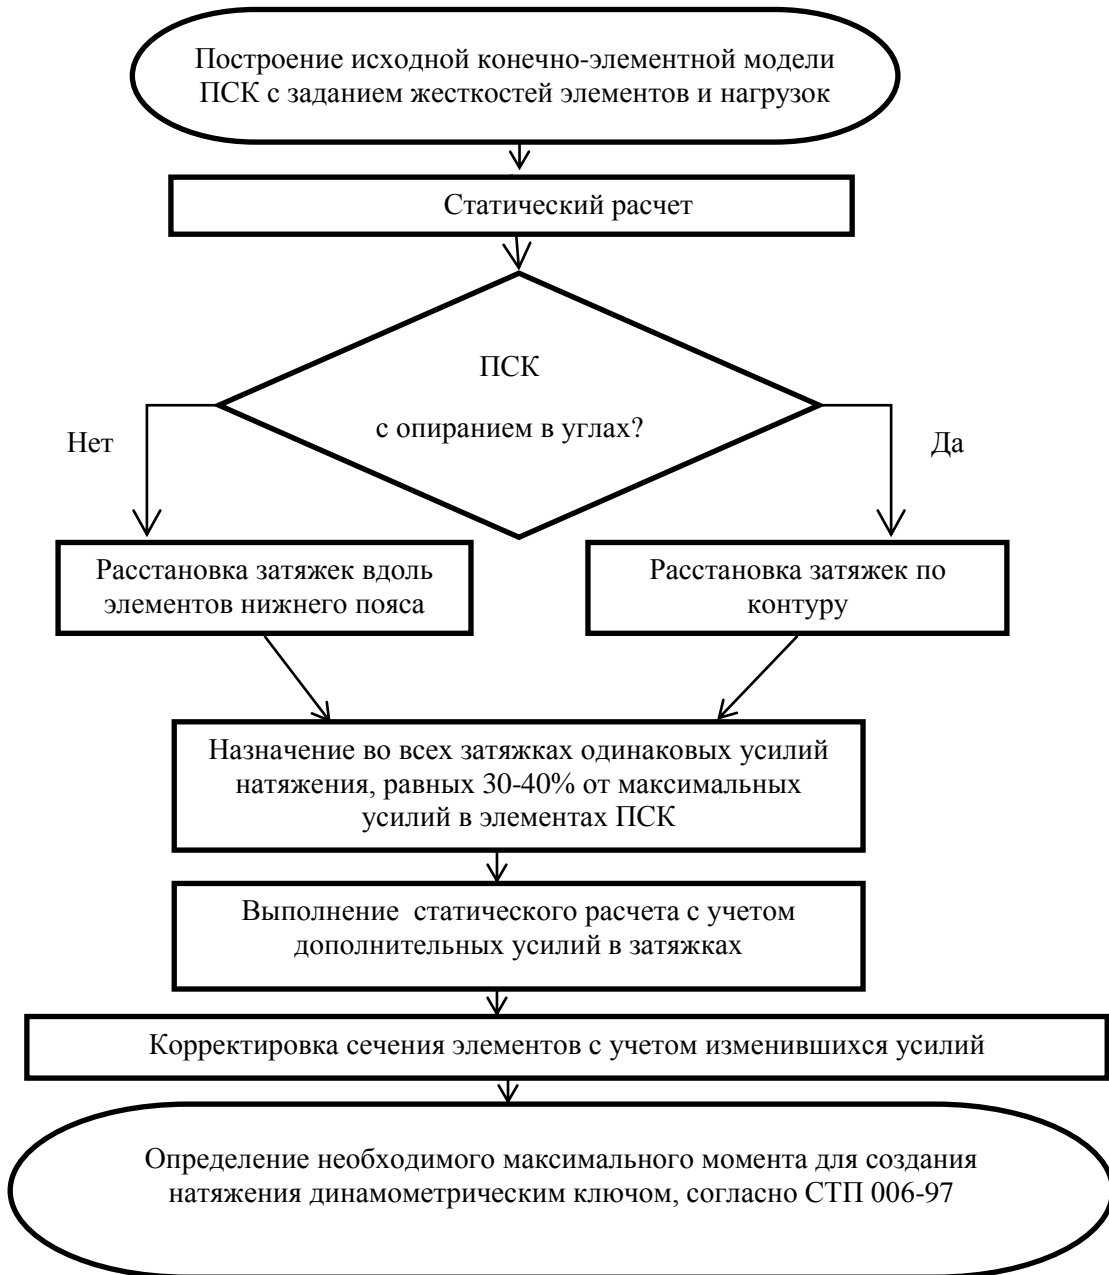 Построение исходной конечно-элементной модели
ПСК с заданием жесткостей элементов и нагрузок
Статический расчет
ПСК
с опиранием в углах?
Нет
Да
Расстановка затяжек вдоль
элементов нижнего пояса
Расстановка затяжек по
контуру
Назначение во всех затяжках одинаковых усилий
натяжения, равных 30-40% от максимальных
усилий в элементах ПСК
Выполнение статического расчета с учетом
дополнительных усилий в затяжках
Корректировка сечения элементов с учетом изменившихся усилий
Определение необходимого максимального момента для создания
натяжения динамометрическим ключом, согласно СТП 006-97